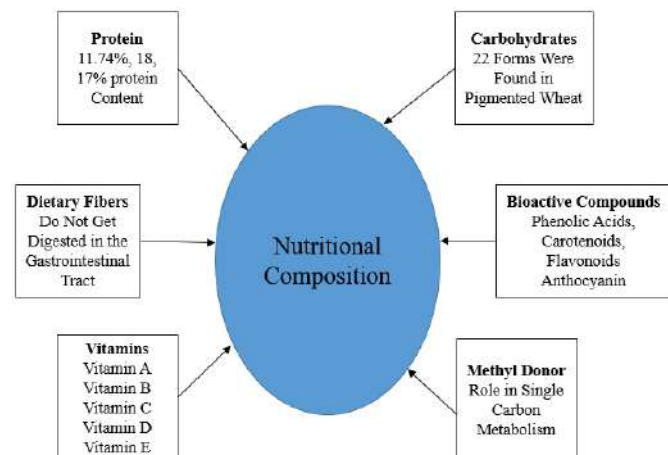 Protein
11.74%, 18,
17% protein
Content
Carbohydrates
22 Forms Were
Found in
Pigmented Wheat
Dietary Fibers
Do Not Get
Digested in the
Gastrointestinal
Tract
Nutritional
Composition
Bioactive Compounds
Phenolic Acids,
Carotenoids,
Flavonoids
Anthocyanin
Vitamins
Vitamin A
Vitamin B
Vitamin C
Vitamin D
Vitamin E
Methyl Donor
Role in Single
Carbon
Metabolism